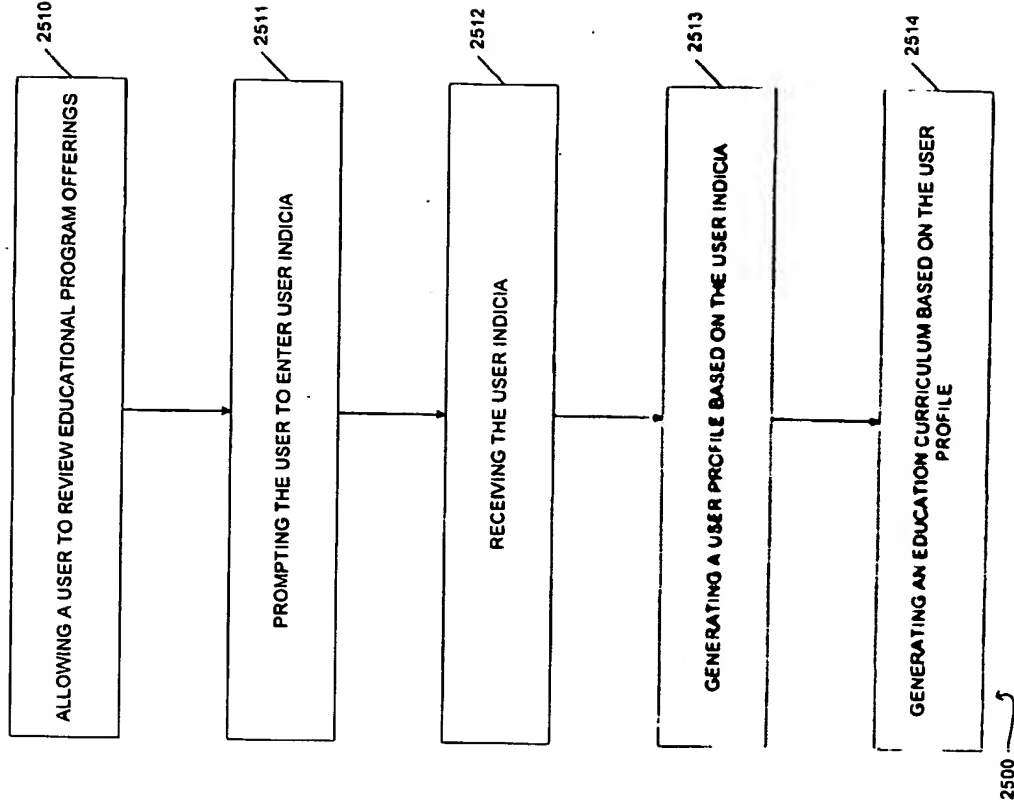 2510
ALLOWING A USER TO REVIEW EDUCATIONAL PROGRAM OFFERINGS
2511
PROMPTING THE USER TO ENTER USER INDICIA
2512
RECEIVING THE USER INDICIA
2513
GENERATING A USER PROFILE BASED ON THE USER INDICIA
2514
GENERATING AN EDUCATION CURRICULUM BASED ON THE USER
PROFILE
2500